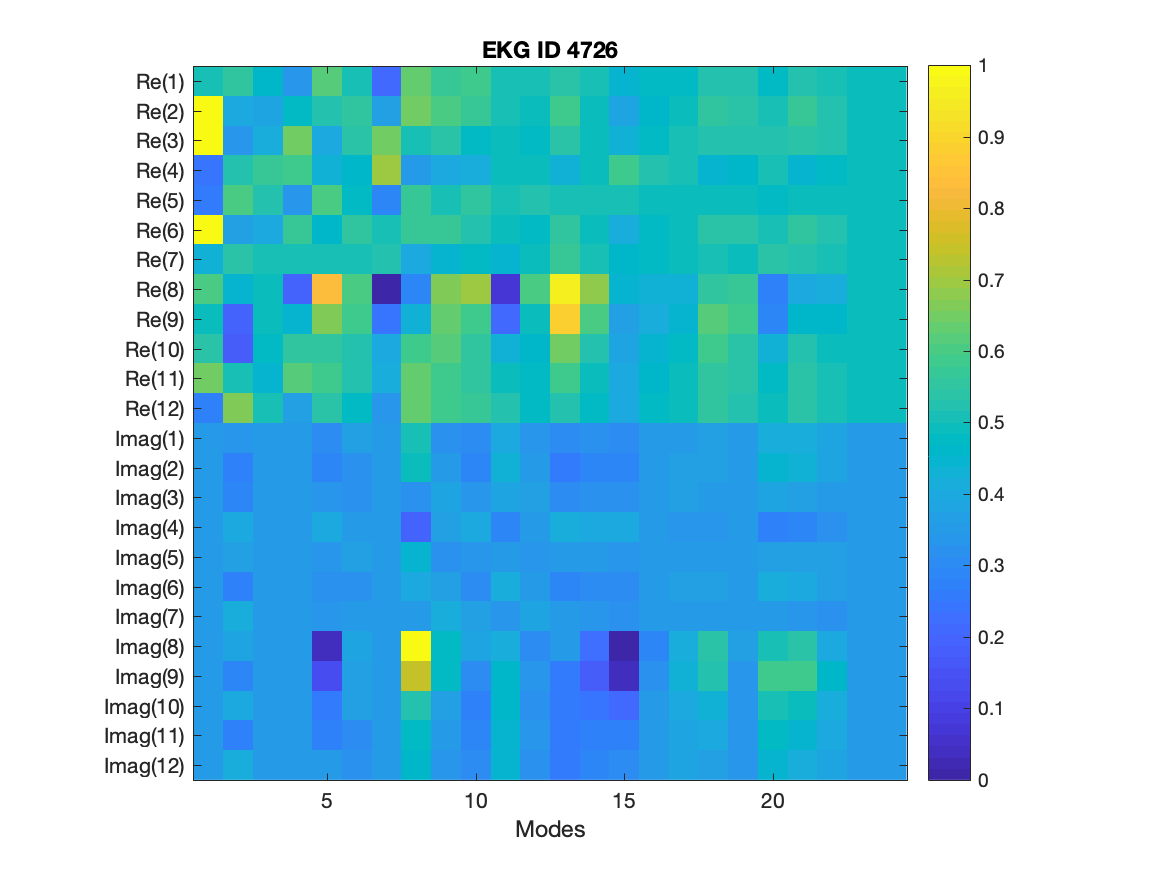 EKG ID 4726
Re(1)
Re(2)
Re(3)
Re(4)
Re(5)
Re(6)
Re(7)
Re(8)
Re(9)
Re(10)
Re(11)
Re(12)
Imag(1)
Imag(2)
Imag(3)
Imag(4)
Imag(5)
Imag(6)
Imag(7)
Imag(8)
Imag(9)
Imag(10)
Imag(11)
Imag(12)
5 10 15 20
Modes
1
0.9
0.8
0.7
0.6
0.5
0.4
0.3
0.2
0.1
0